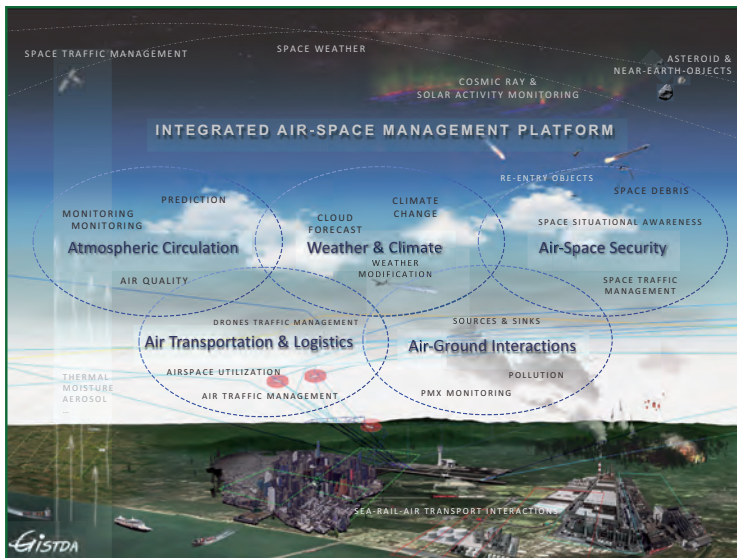 SPACE TRAFFIC MANAGEMENT
SPACE WEATHER
ASTEROID &
NEAR-EARTH-OBJECTS
COSMIC RAY &
SOLAR ACTIVITY MONITORING
INTEGRATED AIR-SPACE MANAGEMENT PLATFORM
RE-ENTRY OBJECTS
SPACE DEBRIS
PREDICTION
MONITORING
MONITORING
CLIMATE
CHANGE
CLOUD
FORECAST
SPACE SITUATIONAL AWARENESS
Atmospheric Circulation
Weather & Climate
Air-Space Security
WEATHER
MODIFICATION
AIR QUALITY
SPACE TRAFFIC
MANAGEMENT
DRONES TRAFFIC MANAGEMENT
SOURCES & SINKS
Air Transportation & Logistics
Air-Ground Interactions
AIRSPACE UTILIZATION
POLLUTION
AIR TRAFFIC MANAGEMENT
PMX MONITORING
THERMAL
MOISTURE
AEROSOL
...
SEA-RAIL-AIR TRANSPORT INTERACTIONS
GISTDA